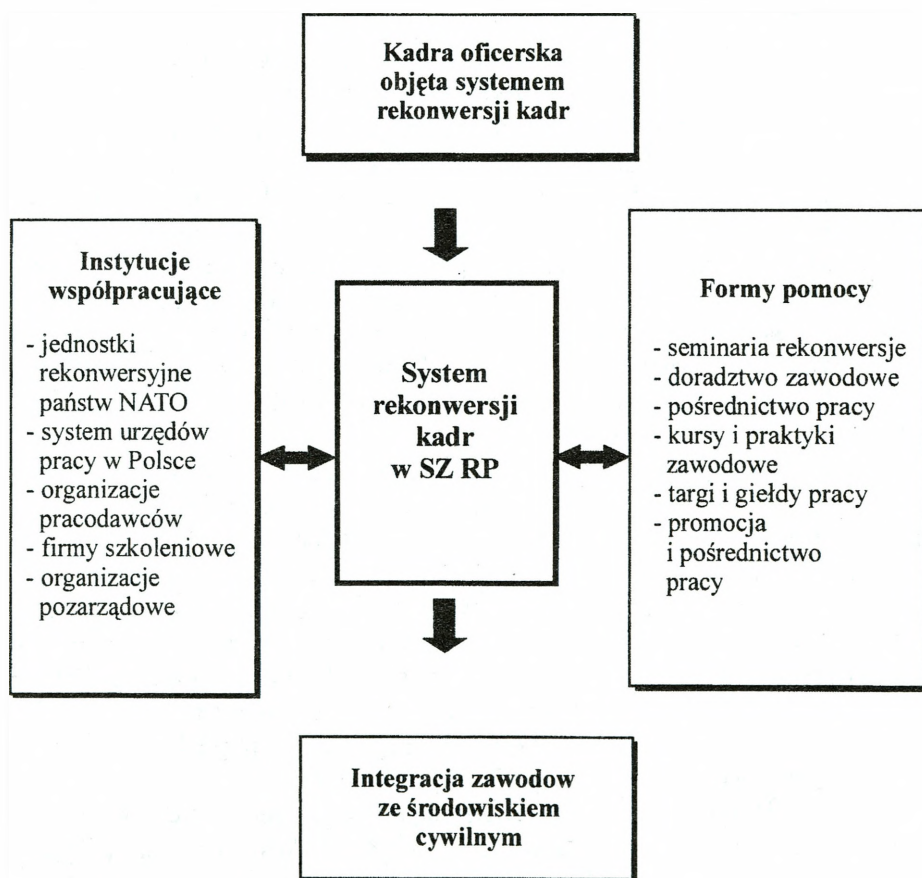 Kadra oficerska
objęta systemem
rekonwersji kadr
Instytucje
współpracujące
- jednostki
rekonwersyjne
państw NATO
- system urzędów
pracy w Polsce
- organizacje
pracodawców
- firmy szkoleniowe
- organizacje
pozarządowe
System
rekonwersji
kadr
w SZ RP
Formy pomocy
- seminaria rekonwersje
- doradztwo zawodowe
- pośrednictwo pracy
- kursy i praktyki
zawodowe
- targi i giełdy pracy
- promocja
i pośrednictwo
pracy
Integracja zawodow
ze środowiskiem
cywilnym